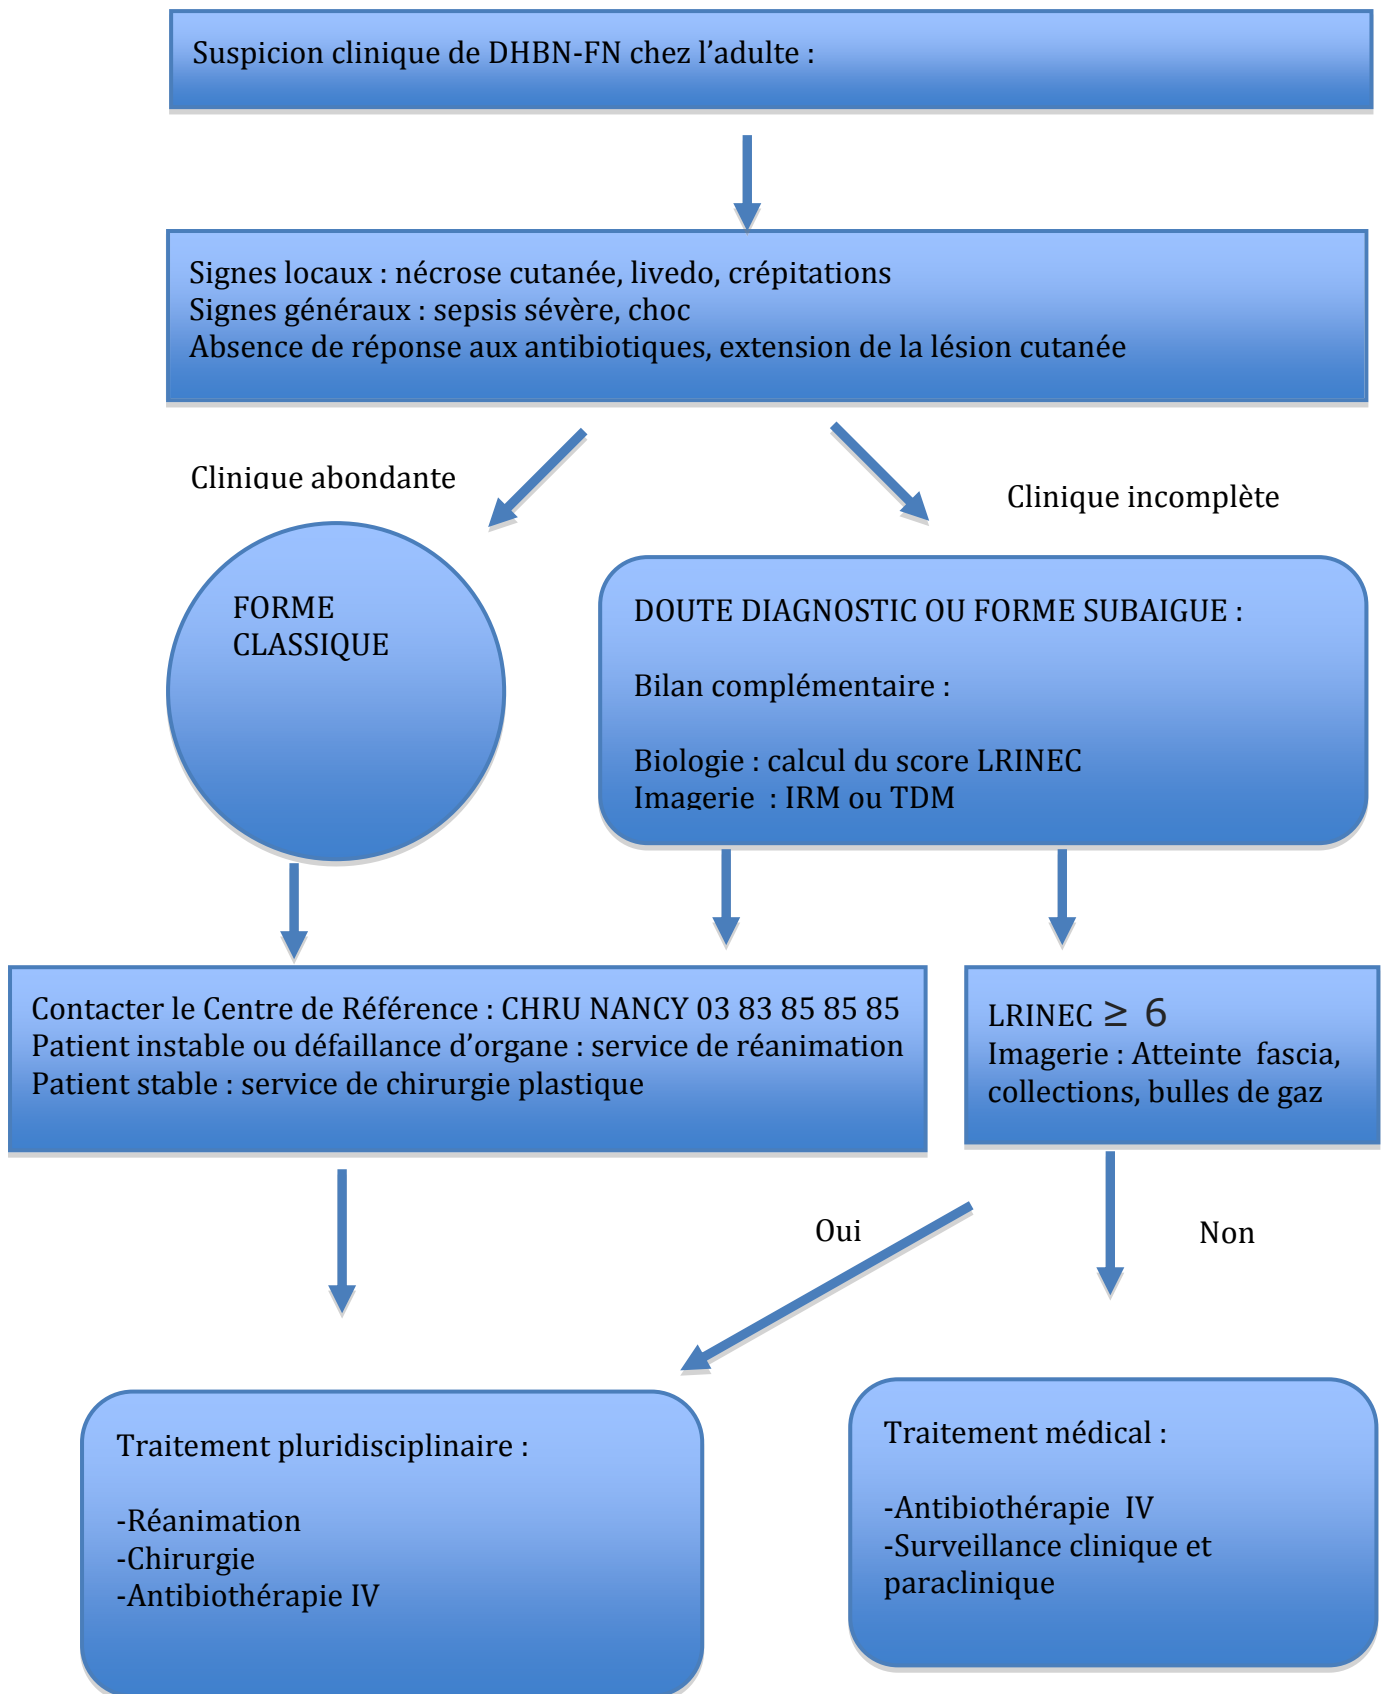 Suspicion clinique de DHBN-FN chez l’adulte :
Signes locaux : nécrose cutanée, livedo, crépitations
Signes généraux : sepsis sévère, choc
Absence de réponse aux antibiotiques, extension de la lésion cutanée
Clinique abondante
Clinique incomplète
FORME
CLASSIQUE
DOUTE DIAGNOSTIC OU FORME SUBAIGUE :
Bilan complémentaire :
Biologie : calcul du score LRINEC
Imagerie  : IRM ou TDM
Contacter le Centre de Référence : CHRU NANCY 03 83 85 85 85
Patient instable ou défaillance d’organe : service de réanimation
Patient stable : service de chirurgie plastique
LRINEC ≥ 6
Imagerie : Atteinte  fascia,
collections, bulles de gaz
Oui
Non
Traitement pluridisciplinaire :
-Réanimation
-Chirurgie
-Antibiothérapie IV
Traitement médical :
-Antibiothérapie  IV
-Surveillance clinique et
paraclinique